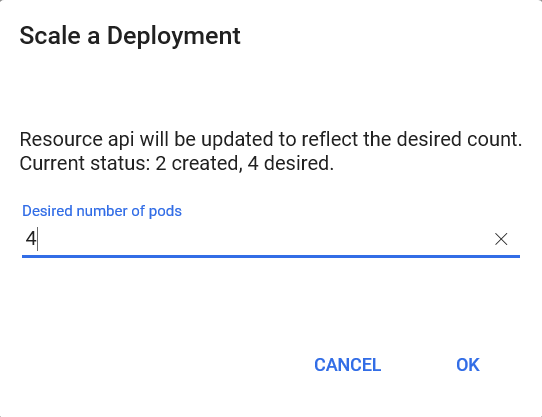 Scale a Deployment
Resource api will be updated to reflect the desired count.
Current status: 2 created, 4 desired.
Desired number of pods
4
CANCEL OK